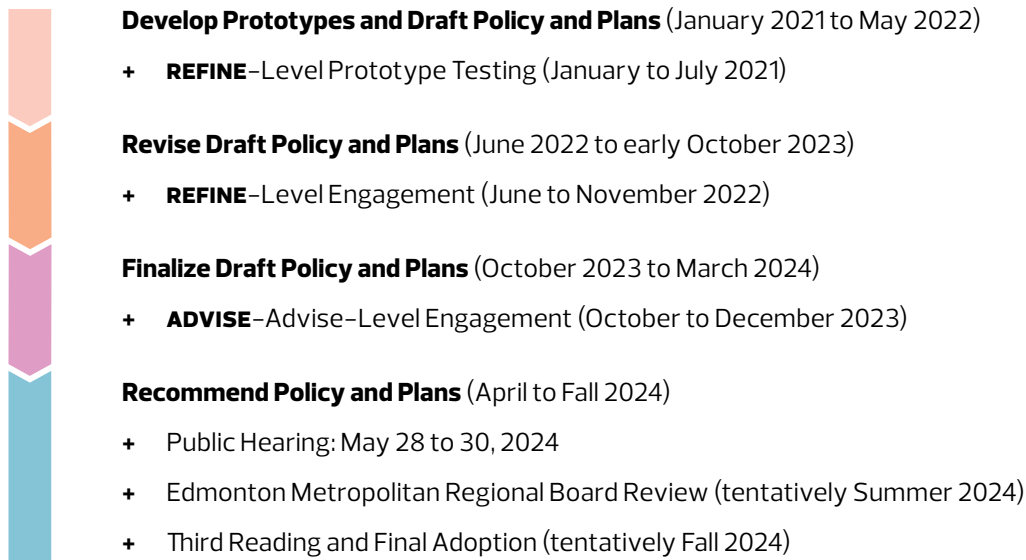 Develop Prototypes and Draft Policy and Plans (January 2021 to May 2022)
+ REFINE-Level Prototype Testing (January to July 2021)
Revise Draft Policy and Plans (June 2022 to early October 2023)
+ REFINE-Level Engagement (June to November 2022)
Finalize Draft Policy and Plans (October 2023 to March 2024)
+ ADVISE-Advise-Level Engagement (October to December 2023)
Recommend Policy and Plans (April to Fall 2024)
+ Public Hearing: May 28 to 30, 2024
+ Edmonton Metropolitan Regional Board Review (tentatively Summer 2024)
+ Third Reading and Final Adoption (tentatively Fall 2024)